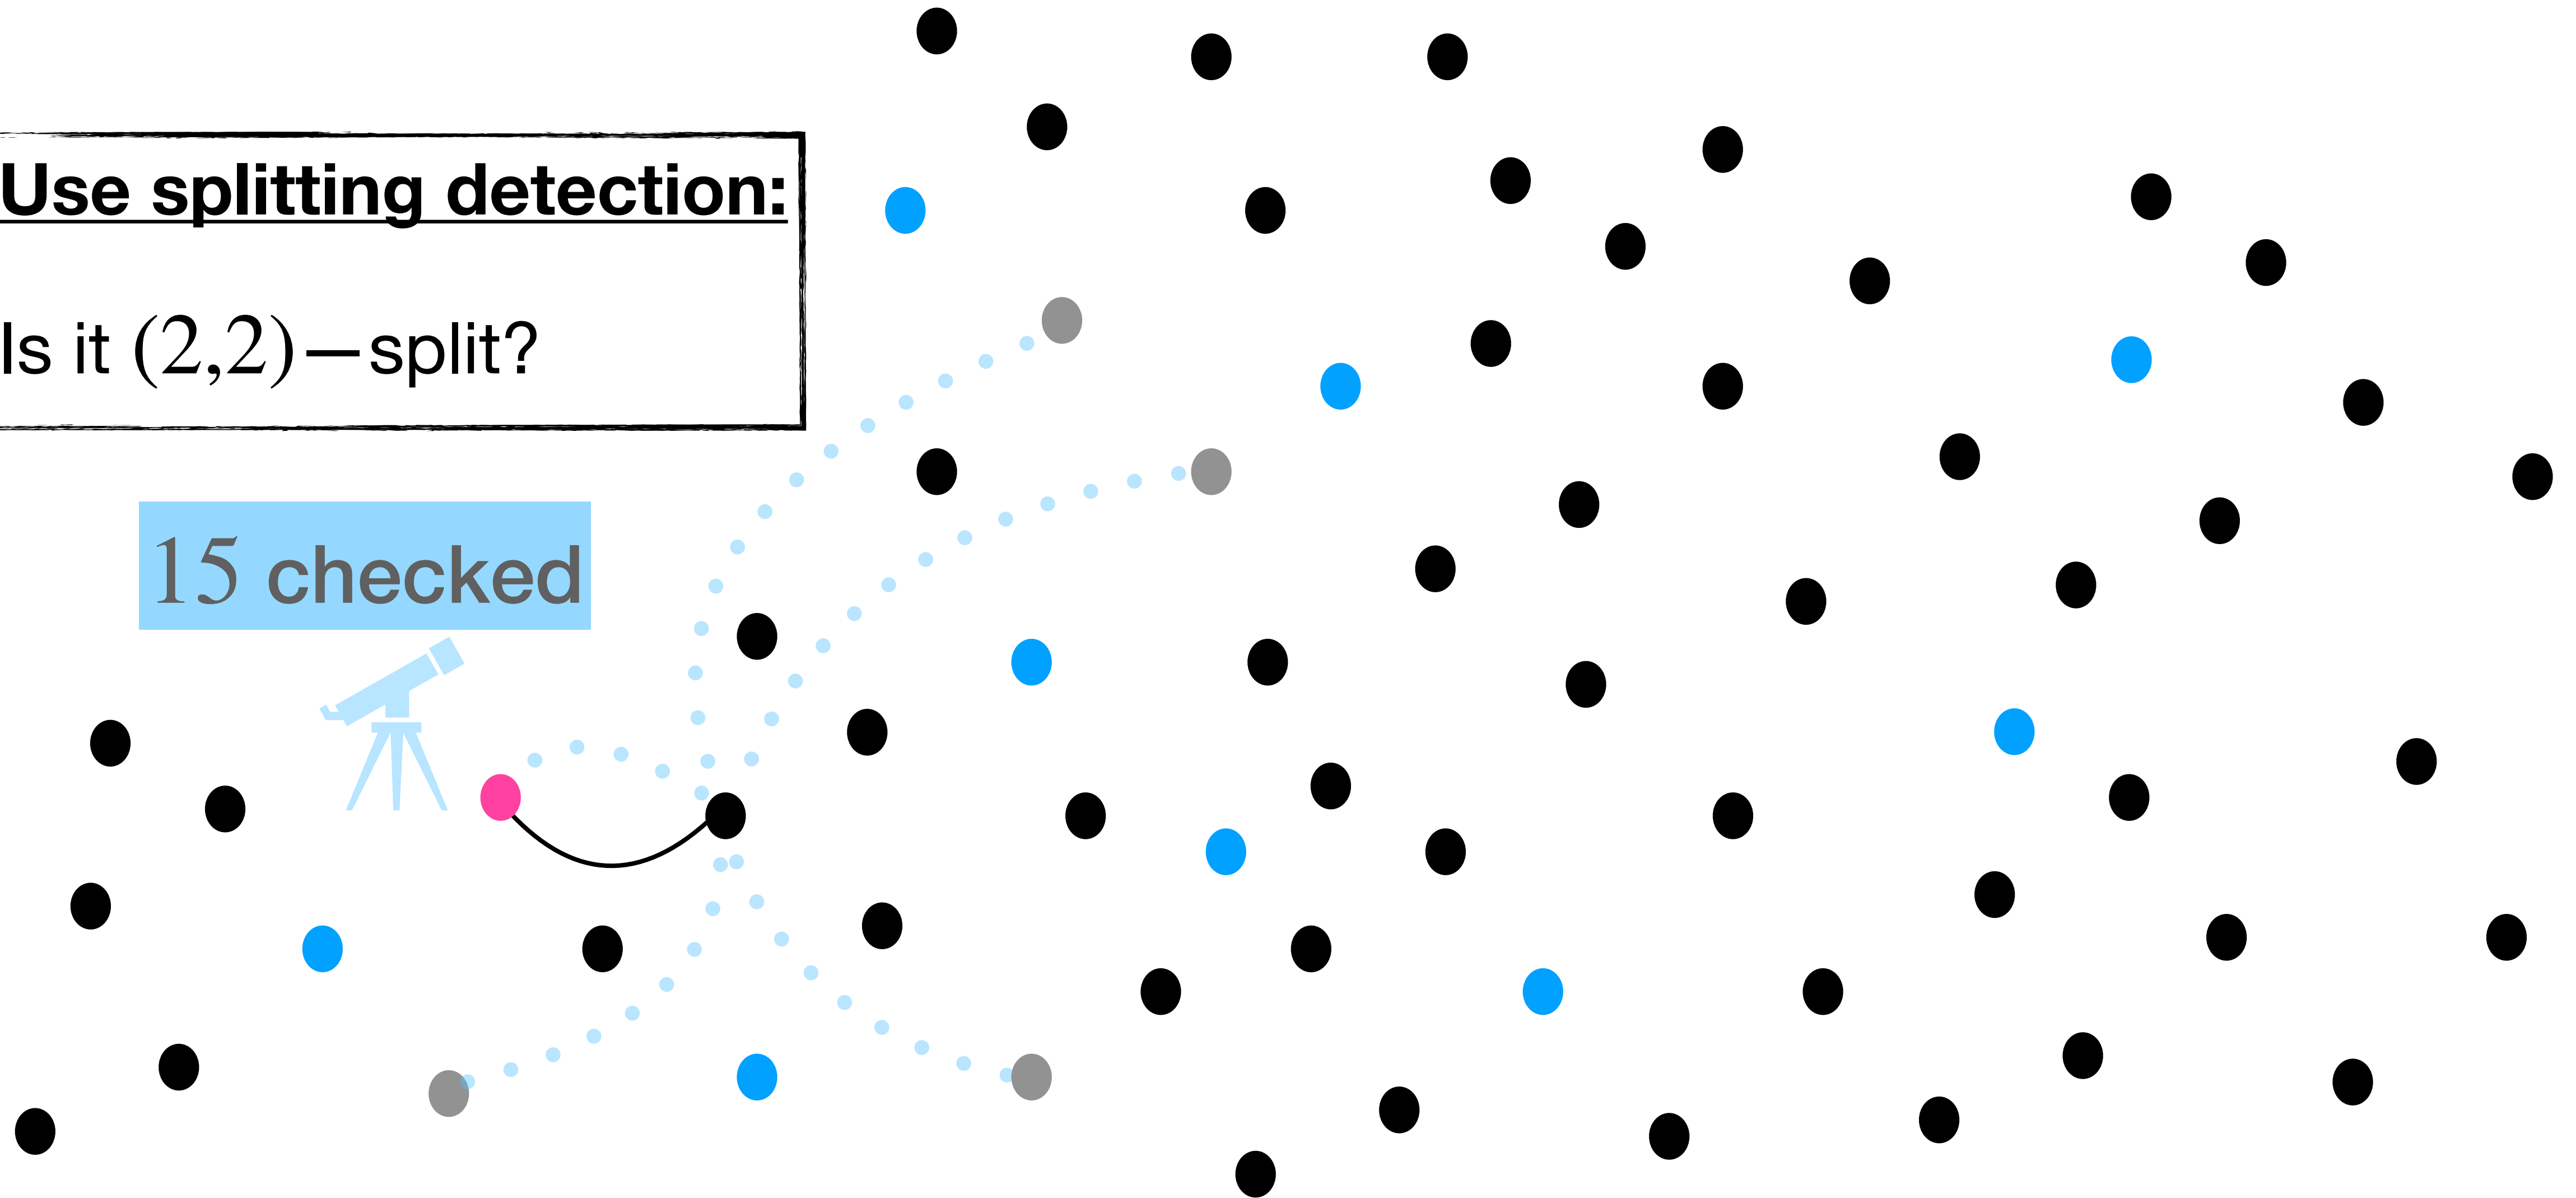 Use splitting detection:
Is it (2,2)—split?
15 checked